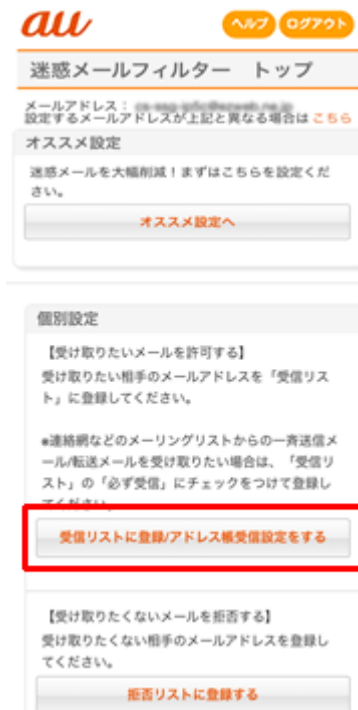 au
ヘルプ ログアウト
迷惑メールフィルター トップ
メールアドレス：
設定するメールアドレスが上記と異なる場合は こちら
オススメ設定
迷惑メールを大幅削減！まずはこちらを設定くだ
さい。
オススメ設定へ
個別設定
【受け取りたいメールを許可する】
受け取りたい相手のメールアドレスを「受信リス
ト」に登録してください。
※連絡網などのメーリングリストからの一斉送信メ
ール/転送メールを受け取りたい場合は、「受信リ
スト」の「必ず受信」にチェックをつけて登録し
てください。
受信リストに登録/アドレス帳受信設定をする
【受け取りたくないメールを拒否する】
受け取りたくない相手のメールアドレスを登録し
てください。
拒否リストに登録する